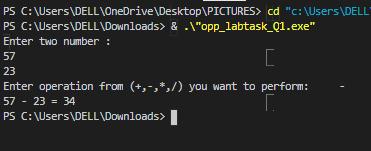 PS C:\Users\DELL\OneDrive\Desktop\PICTURES> cd "c:\Users\DELL\
PS C:\Users\DELL\Downloads> & .\"opp_labtask_Q1.exe"
Enter two number :
57
23
Enter operation from (+,-,*,/) you want to perform:     -
57 - 23 = 34
PS C:\Users\DELL\Downloads>